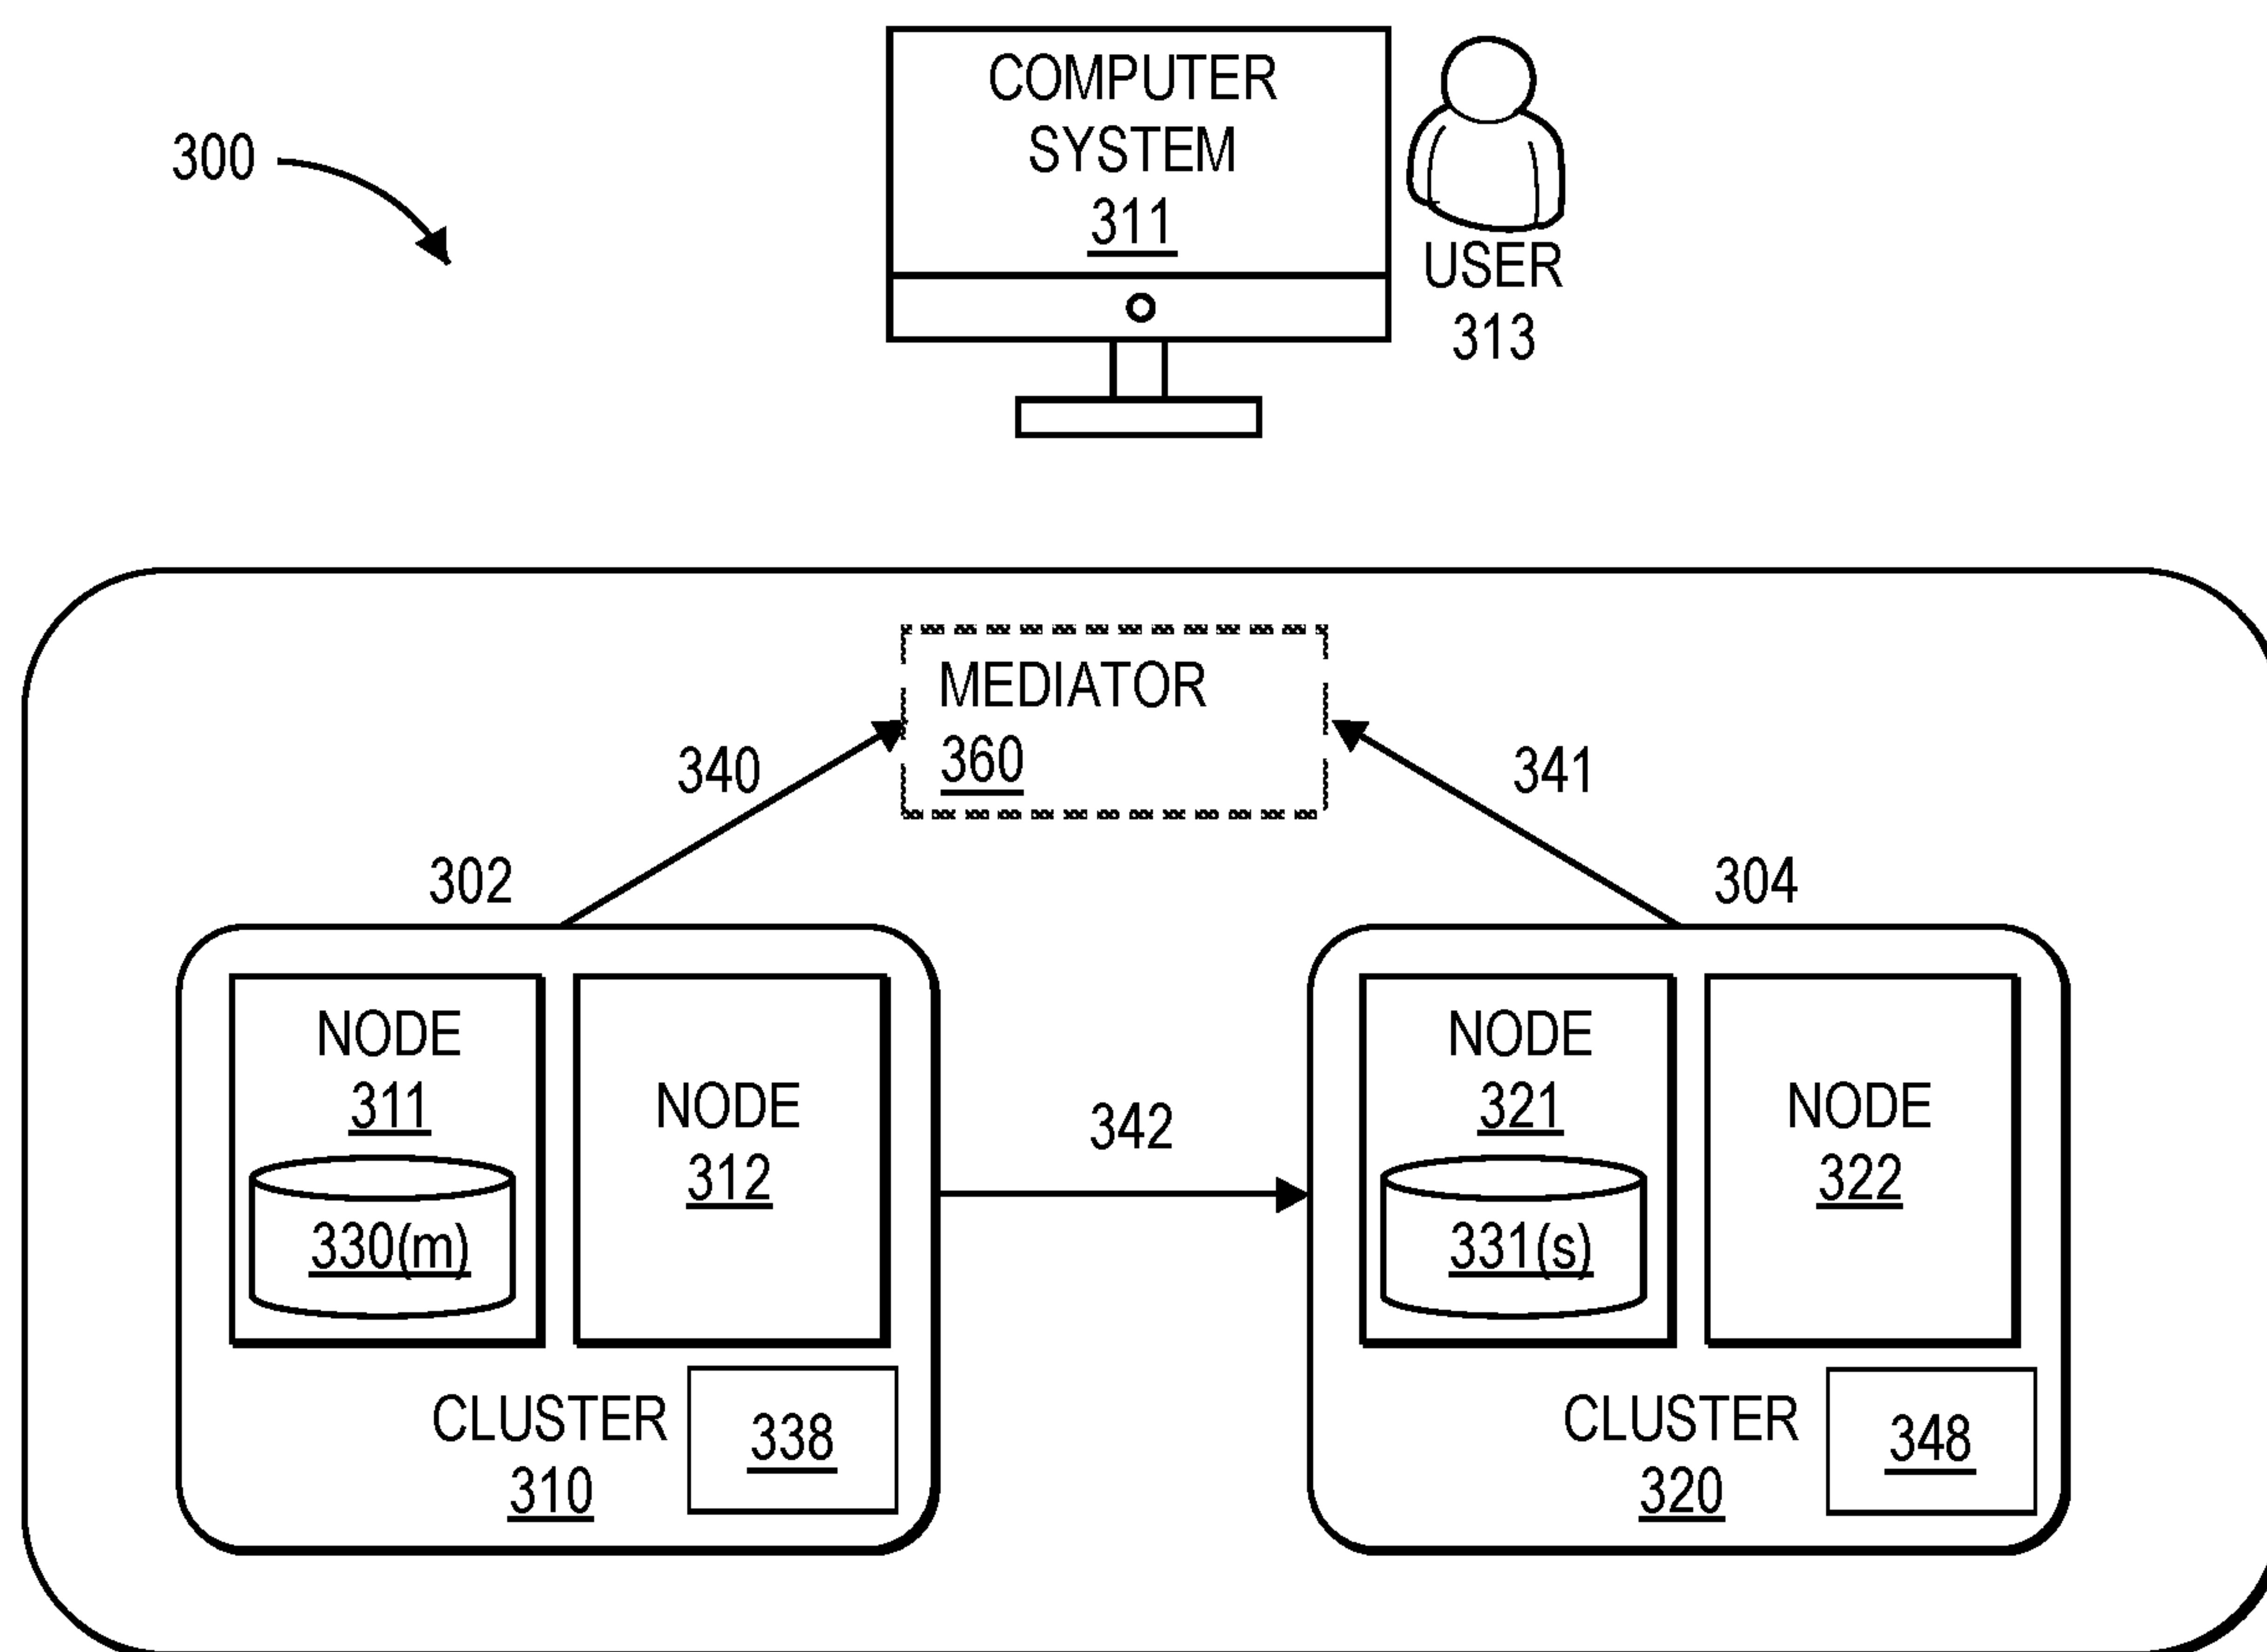 300
COMPUTER
SYSTEM
311
USER
313
MEDIATOR
360
340
341
302
304
NODE
311
330(m)
NODE
312
342
NODE
321
331(s)
NODE
322
CLUSTER
310
338
CLUSTER
320
348